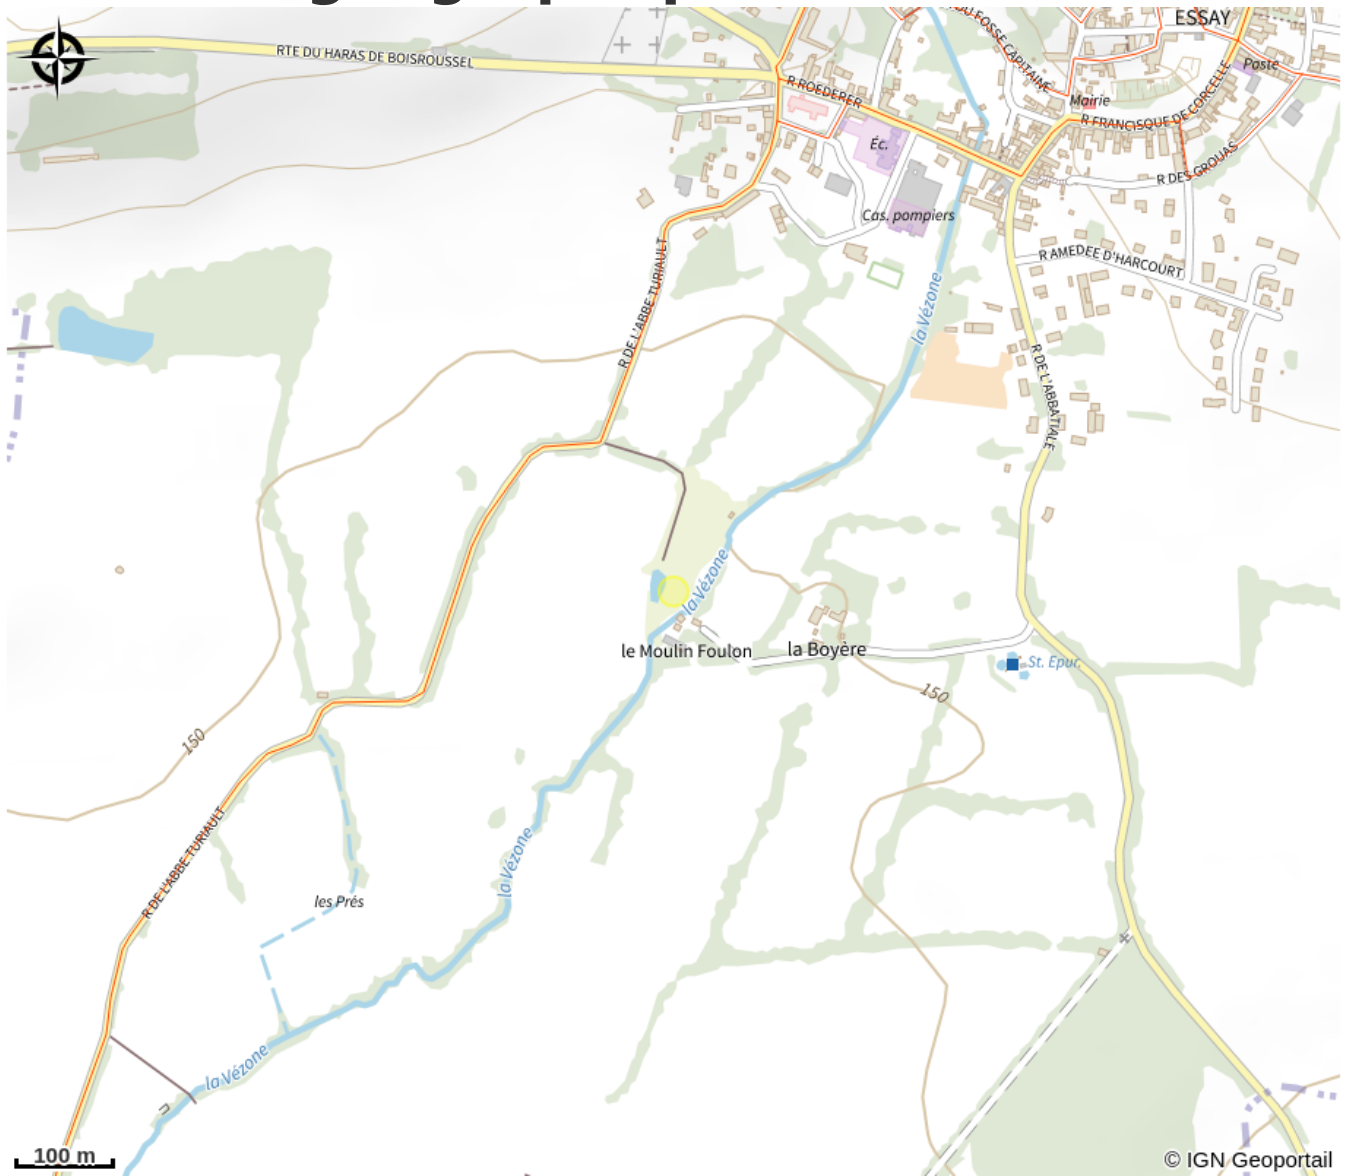 ESSAY
RTE DU HARAS DE BOISROUSSEL
FOSSE CAPITAINE
Poste
R ROEDERER
Mairie
R FRANCISQUE DE CORCELLE
Éc.
R DES GROUAS
Cas. pompiers
R AMEDEE D'HARCOURT
R DE L'ABBE TURIAULT
la Vézone
R DE L'ABBATIALE
la Vézone
le Moulin Foulon
la Boyère
St. Epur.
150
150
R DE L'ABBE TURIAULT
la Vézone
les Prés
la Vézone
100 m
© IGN Geoportail